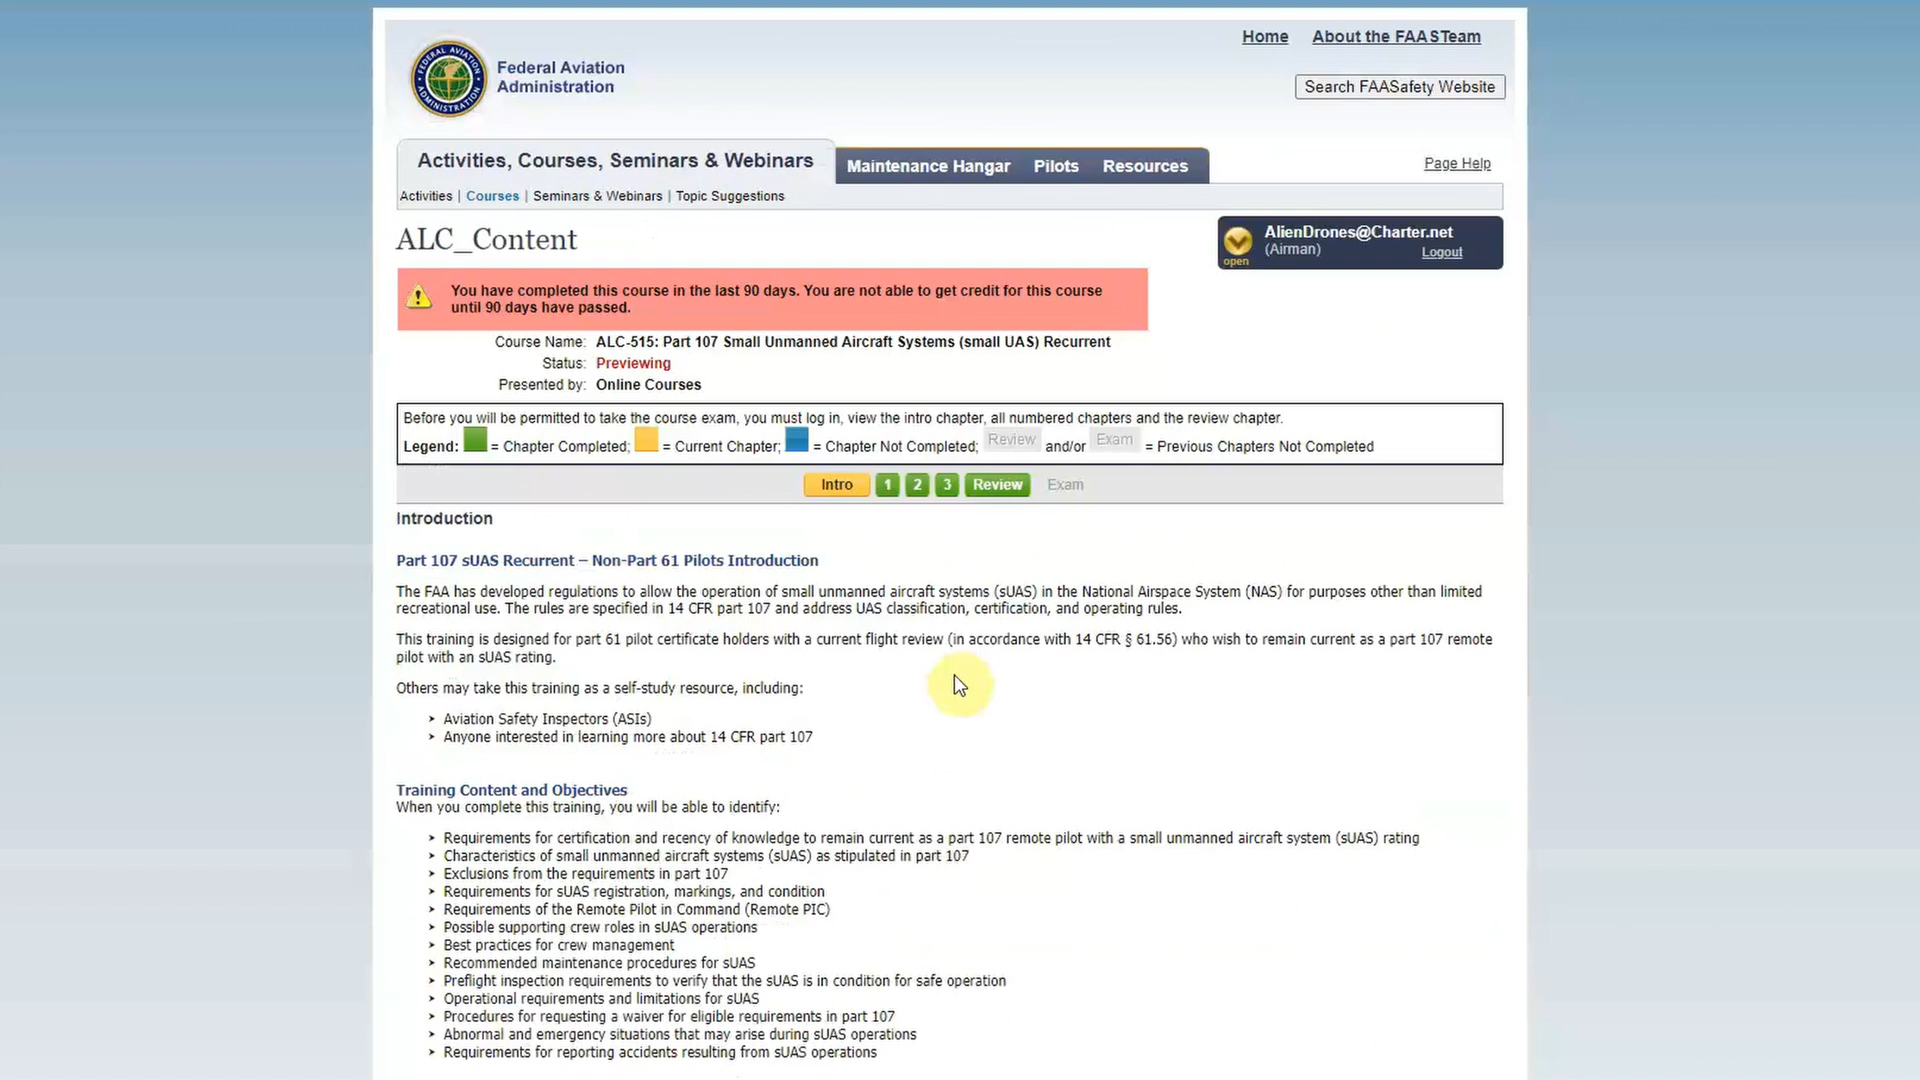 Home About the FAASTeam
FEDERAL AVIATION ADMINISTRATION
Federal Aviation
Administration
Search FAASafety Website
Activities, Courses, Seminars & Webinars
Maintenance Hangar Pilots Resources
Page Help
Activities | Courses | Seminars & Webinars | Topic Suggestions
ALC_Content
AlienDrones@Charter.net
(Airman) Logout
open
You have completed this course in the last 90 days. You are not able to get credit for this course
until 90 days have passed.
Course Name: ALC-515: Part 107 Small Unmanned Aircraft Systems (small UAS) Recurrent
Status: Previewing
Presented by: Online Courses
Before you will be permitted to take the course exam, you must log in, view the intro chapter, all numbered chapters and the review chapter.
Legend: = Chapter Completed; = Current Chapter; = Chapter Not Completed; Review and/or Exam = Previous Chapters Not Completed
Intro 1 2 3 Review Exam
Introduction
Part 107 sUAS Recurrent – Non-Part 61 Pilots Introduction
The FAA has developed regulations to allow the operation of small unmanned aircraft systems (sUAS) in the National Airspace System (NAS) for purposes other than limited
recreational use. The rules are specified in 14 CFR part 107 and address UAS classification, certification, and operating rules.
This training is designed for part 61 pilot certificate holders with a current flight review (in accordance with 14 CFR § 61.56) who wish to remain current as a part 107 remote
pilot with an sUAS rating.
Others may take this training as a self-study resource, including:
Aviation Safety Inspectors (ASIs)
Anyone interested in learning more about 14 CFR part 107
Training Content and Objectives
When you complete this training, you will be able to identify:
Requirements for certification and recency of knowledge to remain current as a part 107 remote pilot with a small unmanned aircraft system (sUAS) rating
Characteristics of small unmanned aircraft systems (sUAS) as stipulated in part 107
Exclusions from the requirements in part 107
Requirements for sUAS registration, markings, and condition
Requirements of the Remote Pilot in Command (Remote PIC)
Possible supporting crew roles in sUAS operations
Best practices for crew management
Recommended maintenance procedures for sUAS
Preflight inspection requirements to verify that the sUAS is in condition for safe operation
Operational requirements and limitations for sUAS
Procedures for requesting a waiver for eligible requirements in part 107
Abnormal and emergency situations that may arise during sUAS operations
Requirements for reporting accidents resulting from sUAS operations